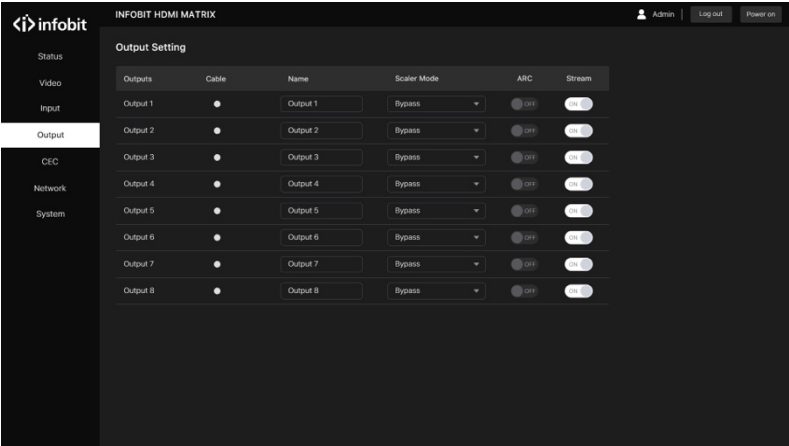 <i>infobit
INFOBIT HDMI MATRIX
Admin | Log out Power on
Status
Video
Input
Output
CEC
Network
System
Output Setting
Outputs Cable Name Scaler Mode ARC Stream
Output 1 Output 1 Bypass OFF ON
Output 2 Output 2 Bypass OFF ON
Output 3 Output 3 Bypass OFF ON
Output 4 Output 4 Bypass OFF ON
Output 5 Output 5 Bypass OFF ON
Output 6 Output 6 Bypass OFF ON
Output 7 Output 7 Bypass OFF ON
Output 8 Output 8 Bypass OFF ON